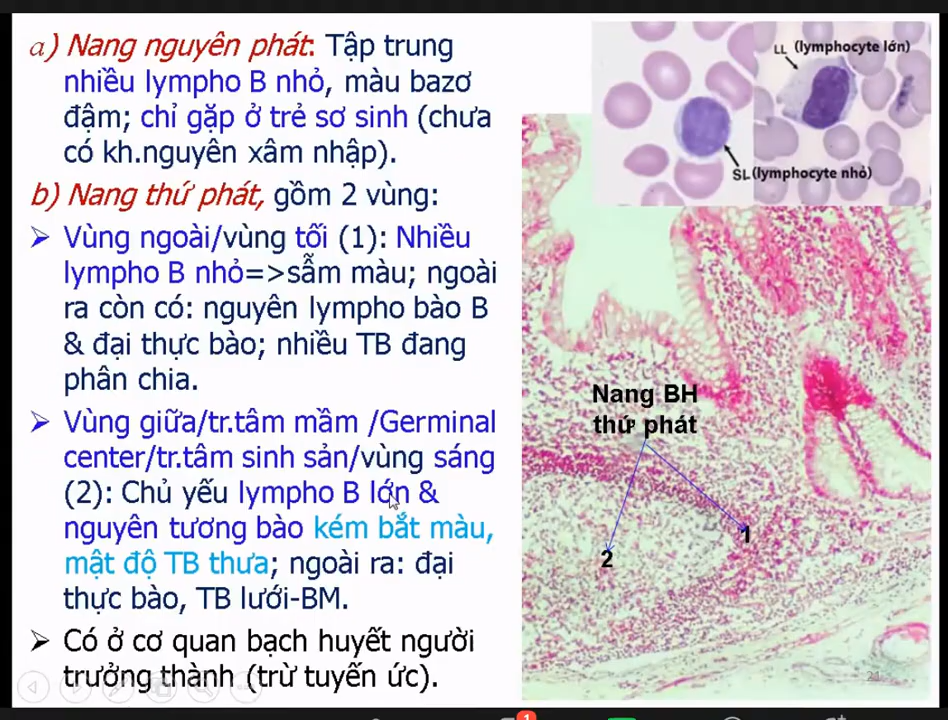 a) Nang nguyên phát: Tập trung
nhiều lympho B nhỏ, màu bazơ
đậm; chỉ gặp ở trẻ sơ sinh (chưa
có kh.nguyên xâm nhập).
b) Nang thứ phát, gồm 2 vùng:
➢ Vùng ngoài/vùng tối (1): Nhiều
lympho B nhỏ=>sẫm màu; ngoài
ra còn có: nguyên lympho bào B
& đại thực bào; nhiều TB đang
phân chia.
➢ Vùng giữa/tr.tâm mầm /Germinal
center/tr.tâm sinh sản/vùng sáng
(2): Chủ yếu lympho B lớn &
nguyên tương bào kém bắt màu,
mật độ TB thưa; ngoài ra: đại
thực bào, TB lưới-BM.
➢ Có ở cơ quan bạch huyết người
trưởng thành (trừ tuyến ức).
LL (lymphocyte lớn)
SL(lymphocyte nhỏ)
Nang BH
thứ phát
1
2
21
1